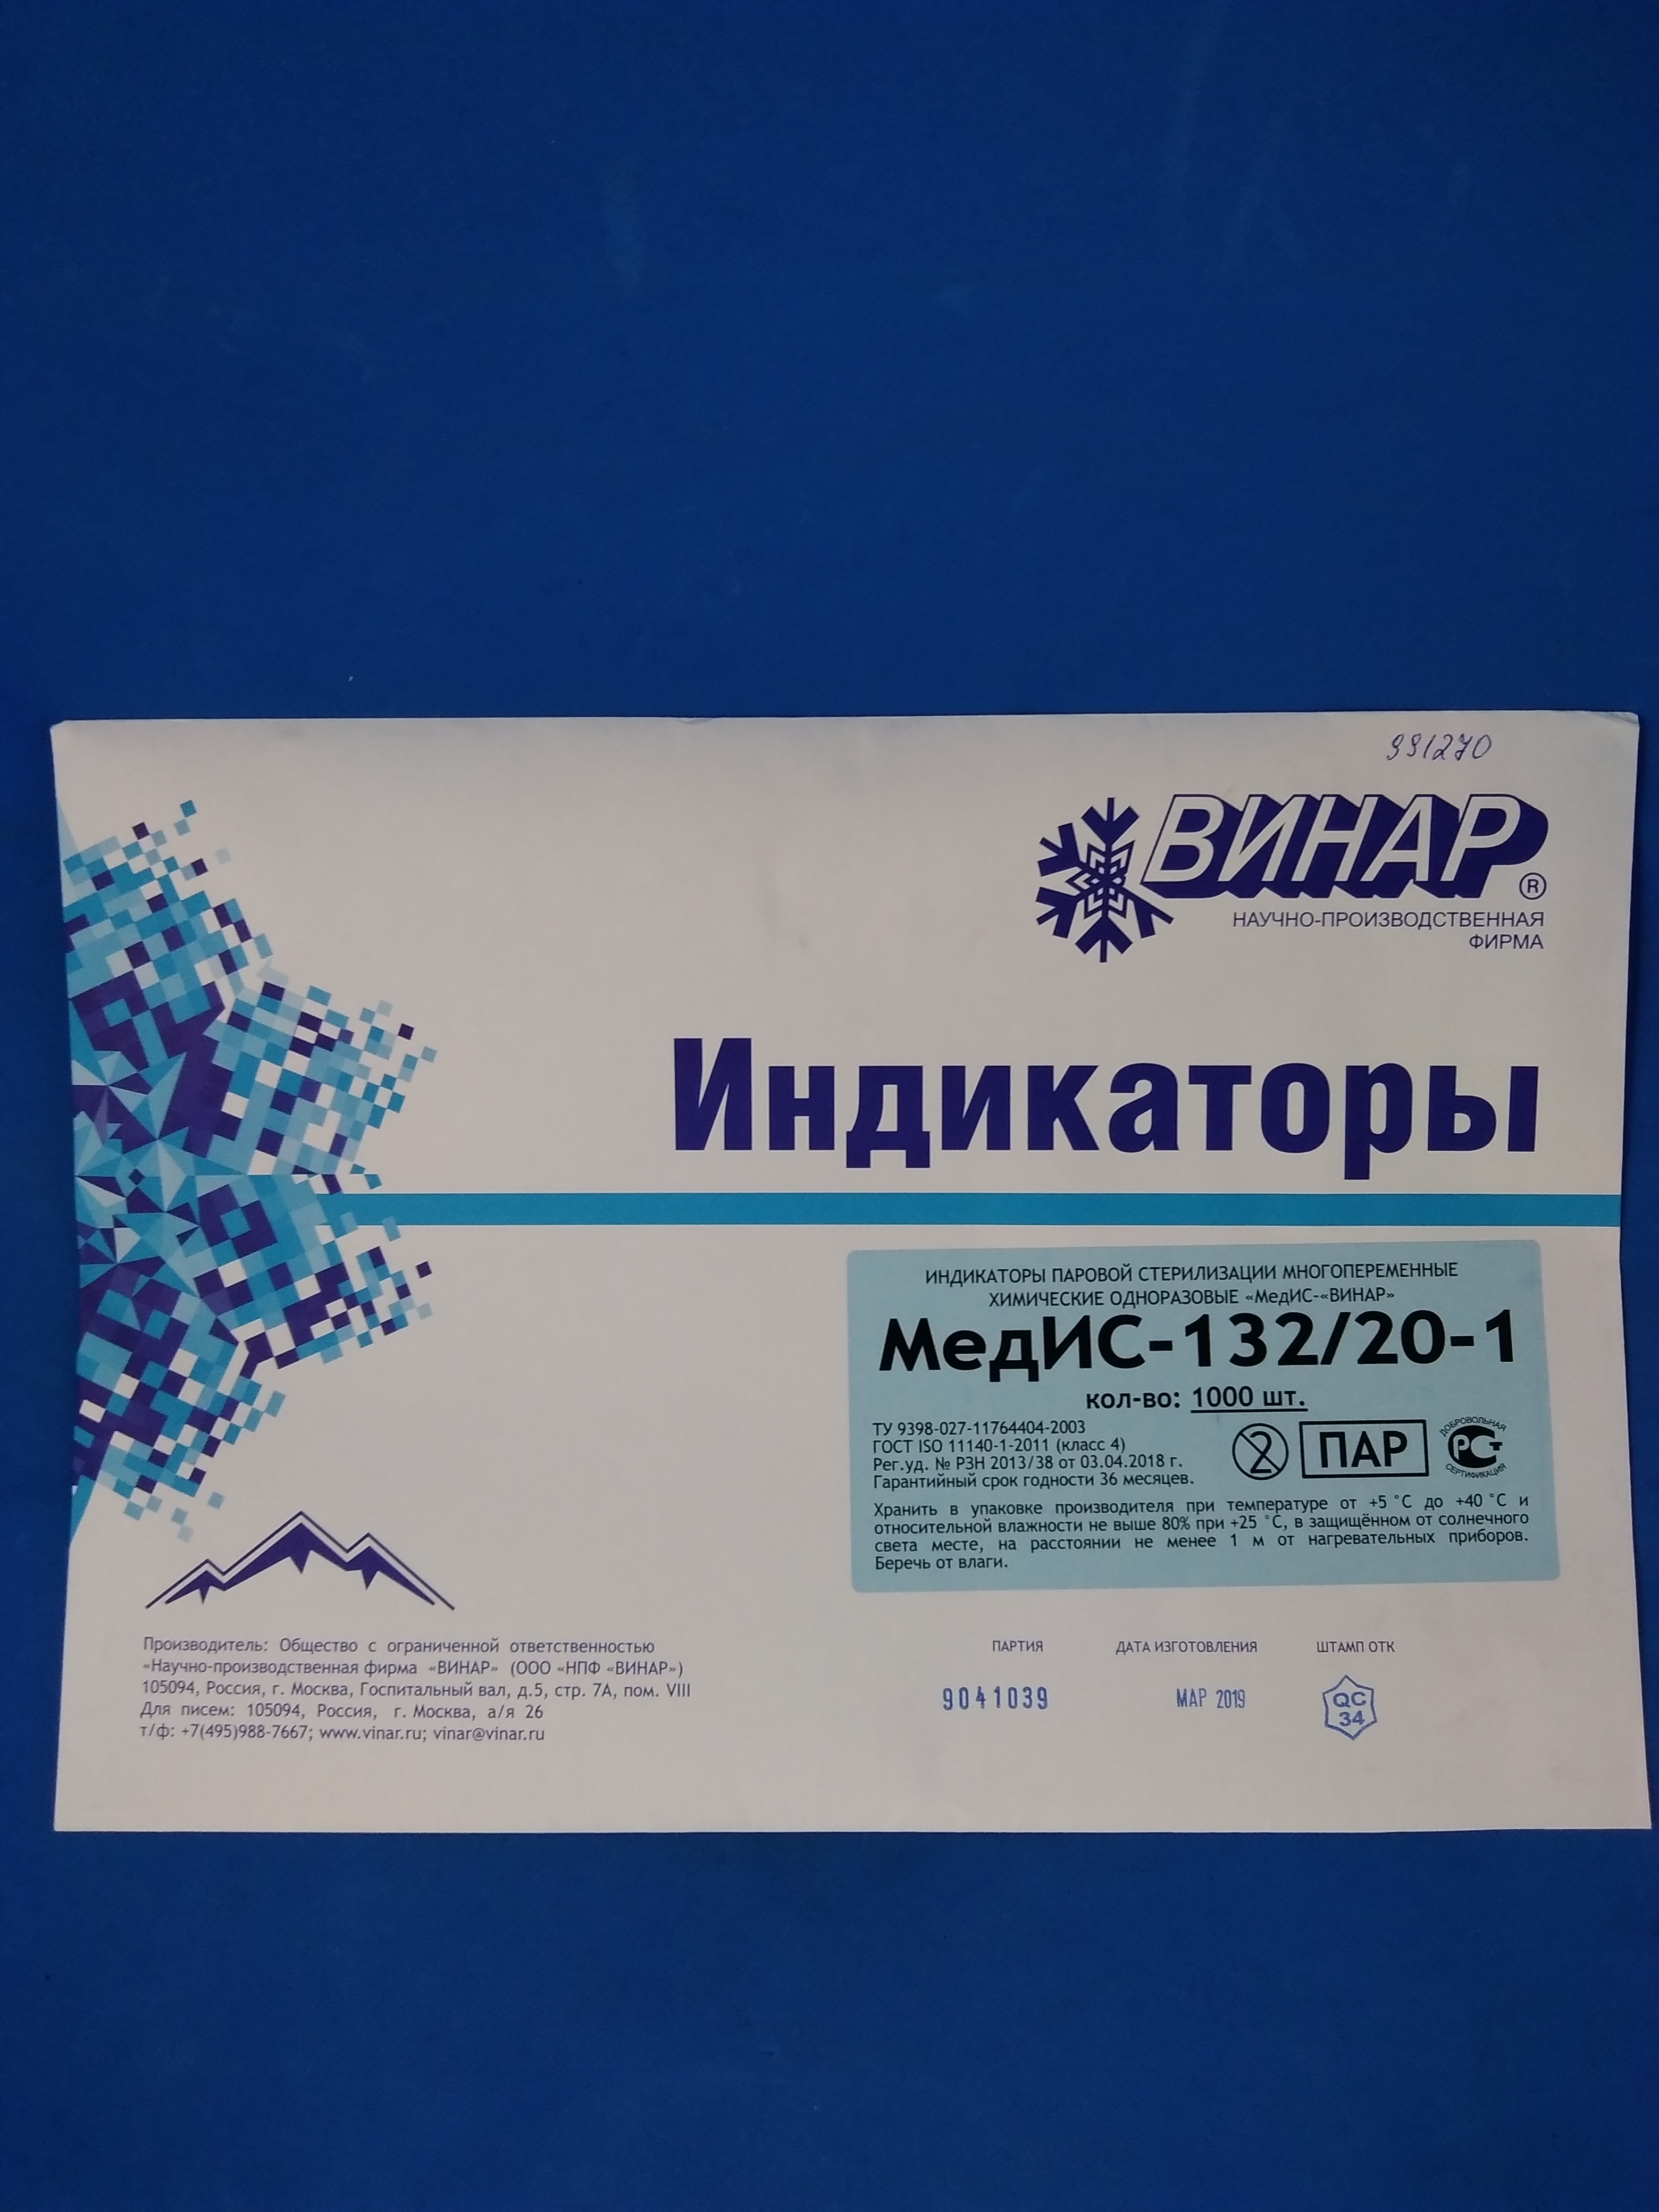 991270
ВИНАР
®
НАУЧНО-ПРОИЗВОДСТВЕННАЯ
ФИРМА
Индикаторы
ИНДИКАТОРЫ ПАРОВОЙ СТЕРИЛИЗАЦИИ МНОГОПЕРЕМЕННЫЕ
ХИМИЧЕСКИЕ ОДНОРАЗОВЫЕ «МедИС-«ВИНАР»
МедИС-132/20-1
кол-во: 1000 шт.
ТУ 9398-027-11764404-2003
ГОСТ ISO 11140-1-2011 (класс 4)
Рег.уд. № РЗН 2013/38 от 03.04.2018 г.
Гарантийный срок годности 36 месяцев.
2
ПАР
ДОБРОВОЛЬНАЯ
РСТ
СЕРТИФИКАЦИЯ
Хранить в упаковке производителя при температуре от +5 °С до +40 °С и
относительной влажности не выше 80% при +25 °С, в защищённом от солнечного
света месте, на расстоянии не менее 1 м от нагревательных приборов.
Беречь от влаги.
Производитель: Общество с ограниченной ответственностью
«Научно-производственная фирма «ВИНАР» (ООО «НПФ «ВИНАР»)
105094, Россия, г. Москва, Госпитальный вал, д.5, стр. 7А, пом. VIII
Для писем: 105094, Россия, г. Москва, а/я 26
т/ф: +7(495)988-7667; www.vinar.ru; vinar@vinar.ru
ПАРТИЯ ДАТА ИЗГОТОВЛЕНИЯ ШТАМП ОТК
9041039 МАР 2019 QC
34